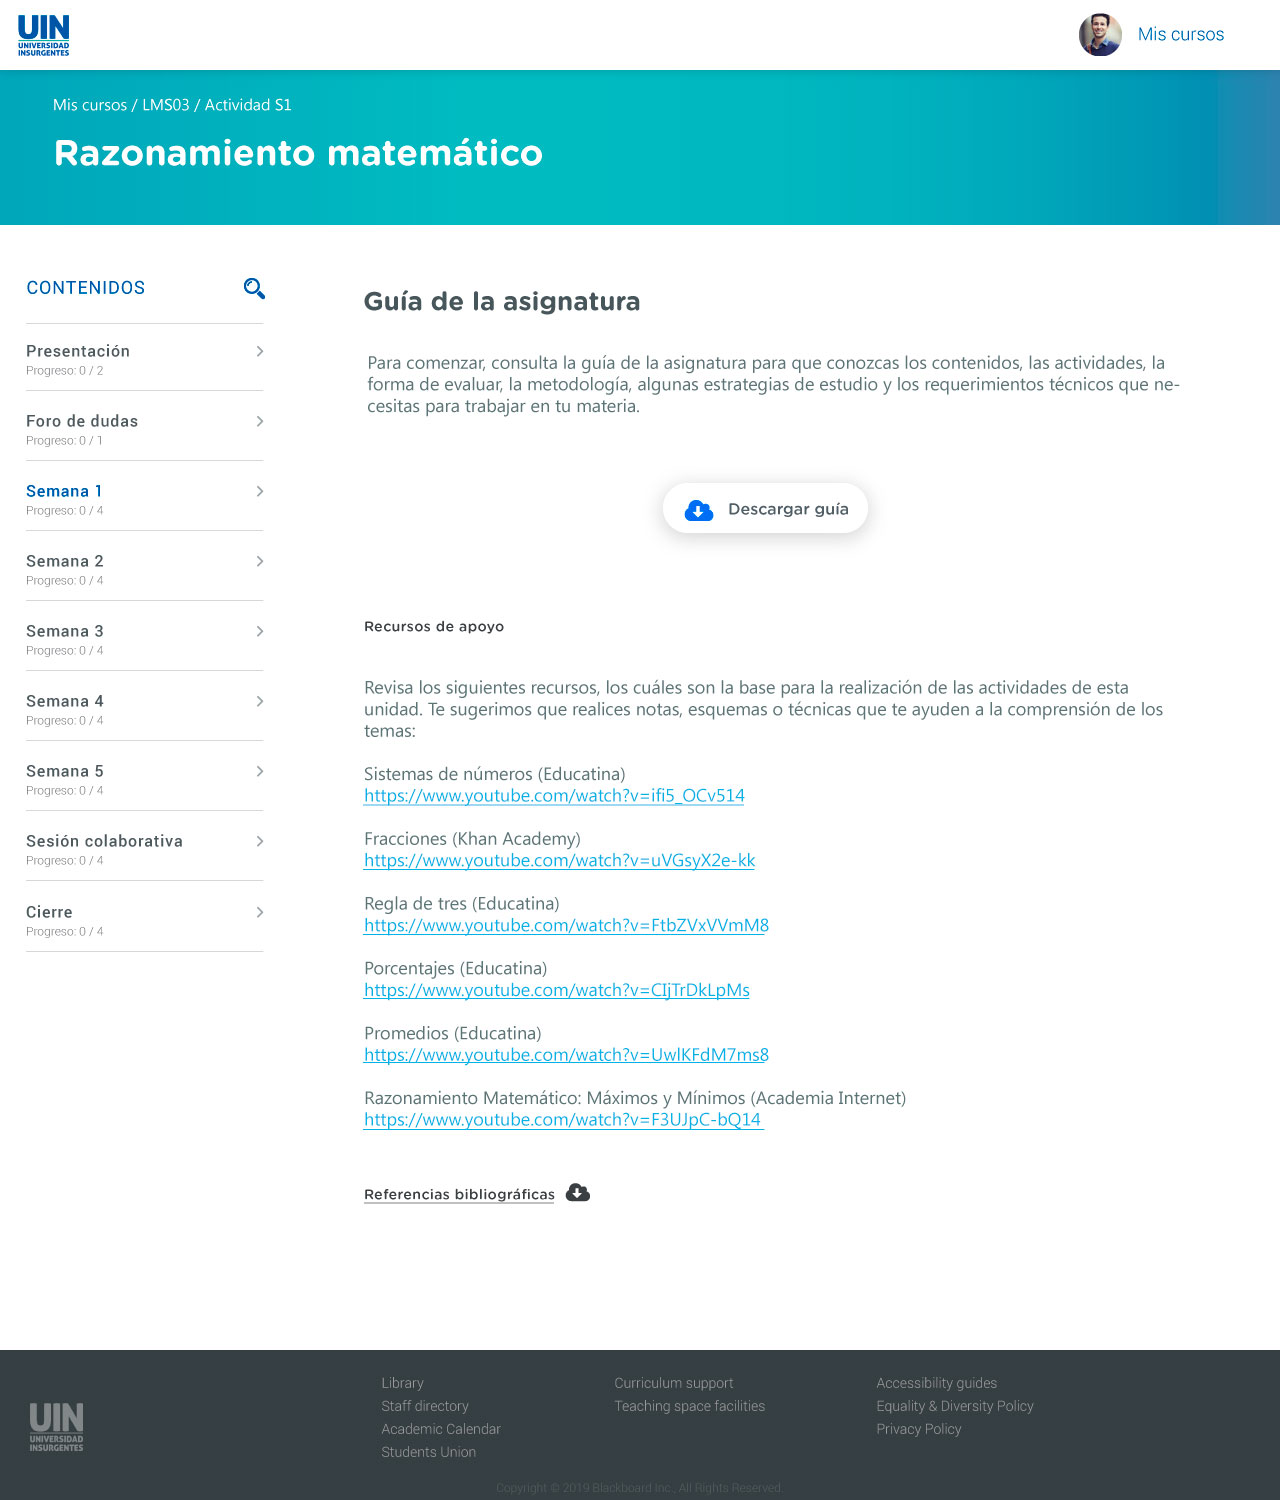 UIN
UNIVERSIDAD
INSURGENTES
Mis cursos
Mis cursos / LMS03 / Actividad S1
Razonamiento matemático
CONTENIDOS
Presentación
Progreso: 0 / 2
Foro de dudas
Progreso: 0 / 1
Semana 1
Progreso: 0 / 4
Semana 2
Progreso: 0 / 4
Semana 3
Progreso: 0 / 4
Semana 4
Progreso: 0 / 4
Semana 5
Progreso: 0 / 4
Sesión colaborativa
Progreso: 0 / 4
Cierre
Progreso: 0 / 4
Guía de la asignatura
Para comenzar, consulta la guía de la asignatura para que conozcas los contenidos, las actividades, la
forma de evaluar, la metodología, algunas estrategias de estudio y los requerimientos técnicos que ne-
cesitas para trabajar en tu materia.
Descargar guía
Recursos de apoyo
Revisa los siguientes recursos, los cuáles son la base para la realización de las actividades de esta
unidad. Te sugerimos que realices notas, esquemas o técnicas que te ayuden a la comprensión de los
temas:
Sistemas de números (Educatina)
https://www.youtube.com/watch?v=ifi5_OCv514
Fracciones (Khan Academy)
https://www.youtube.com/watch?v=uVGsyX2e-kk
Regla de tres (Educatina)
https://www.youtube.com/watch?v=FtbZVxVVmM8
Porcentajes (Educatina)
https://www.youtube.com/watch?v=CIjTrDkLpMs
Promedios (Educatina)
https://www.youtube.com/watch?v=UwlKFdM7ms8
Razonamiento Matemático: Máximos y Mínimos (Academia Internet)
https://www.youtube.com/watch?v=F3UJpC-bQ14
Referencias bibliográficas
UIN
UNIVERSIDAD
INSURGENTES
Library
Staff directory
Academic Calendar
Students Union
Curriculum support
Teaching space facilities
Accessibility guides
Equality & Diversity Policy
Privacy Policy
Copyright © 2019 Blackboard Inc., All Rights Reserved